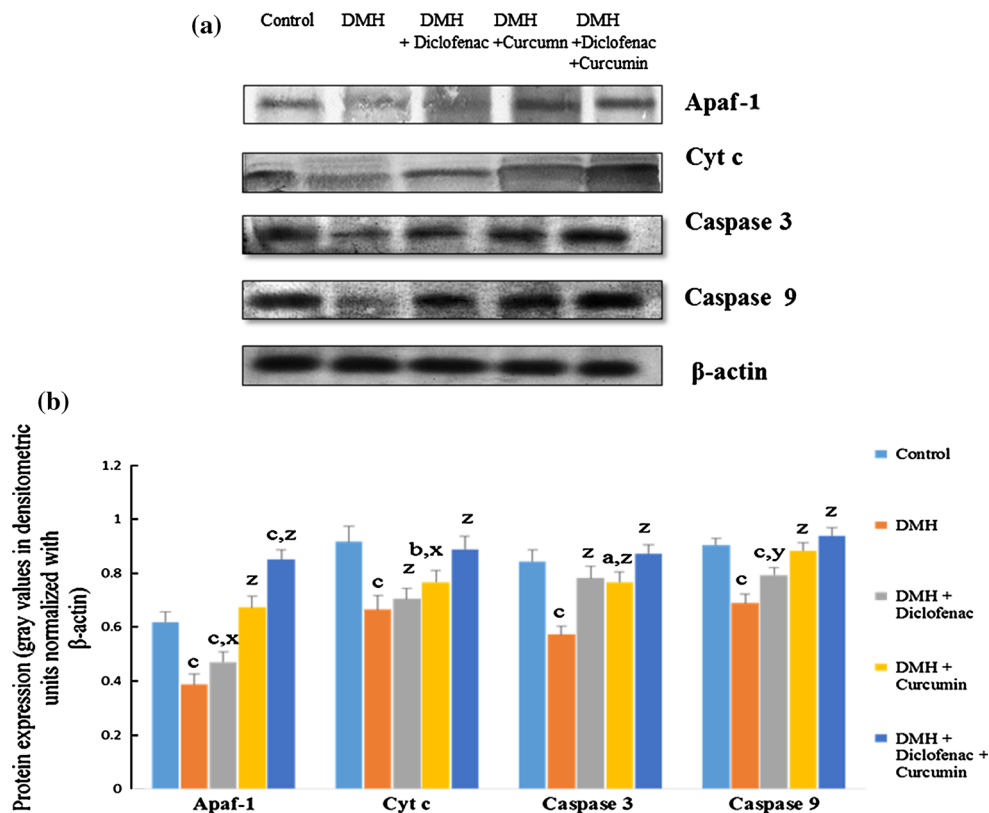 (a)
Control DMH DMH DMH DMH
+ Diclofenac +Curcumn +Diclofenac
+Curcumin
Apaf-1
Cyt c
Caspase 3
Caspase 9
β-actin
(b)
Protein expression (gray values in densitometric
units normalized with
β-actin)
1.2
1
0.8
0.6
0.4
0.2
0
c
c,x
z
c,z
c
z
b,x
z
c
z
a,z
z
c
c,y
z
z
Apaf-1 Cyt c Caspase 3 Caspase 9
Control
DMH
DMH +
Diclofenac
DMH +
Curcumin
DMH +
Diclofenac +
Curcumin